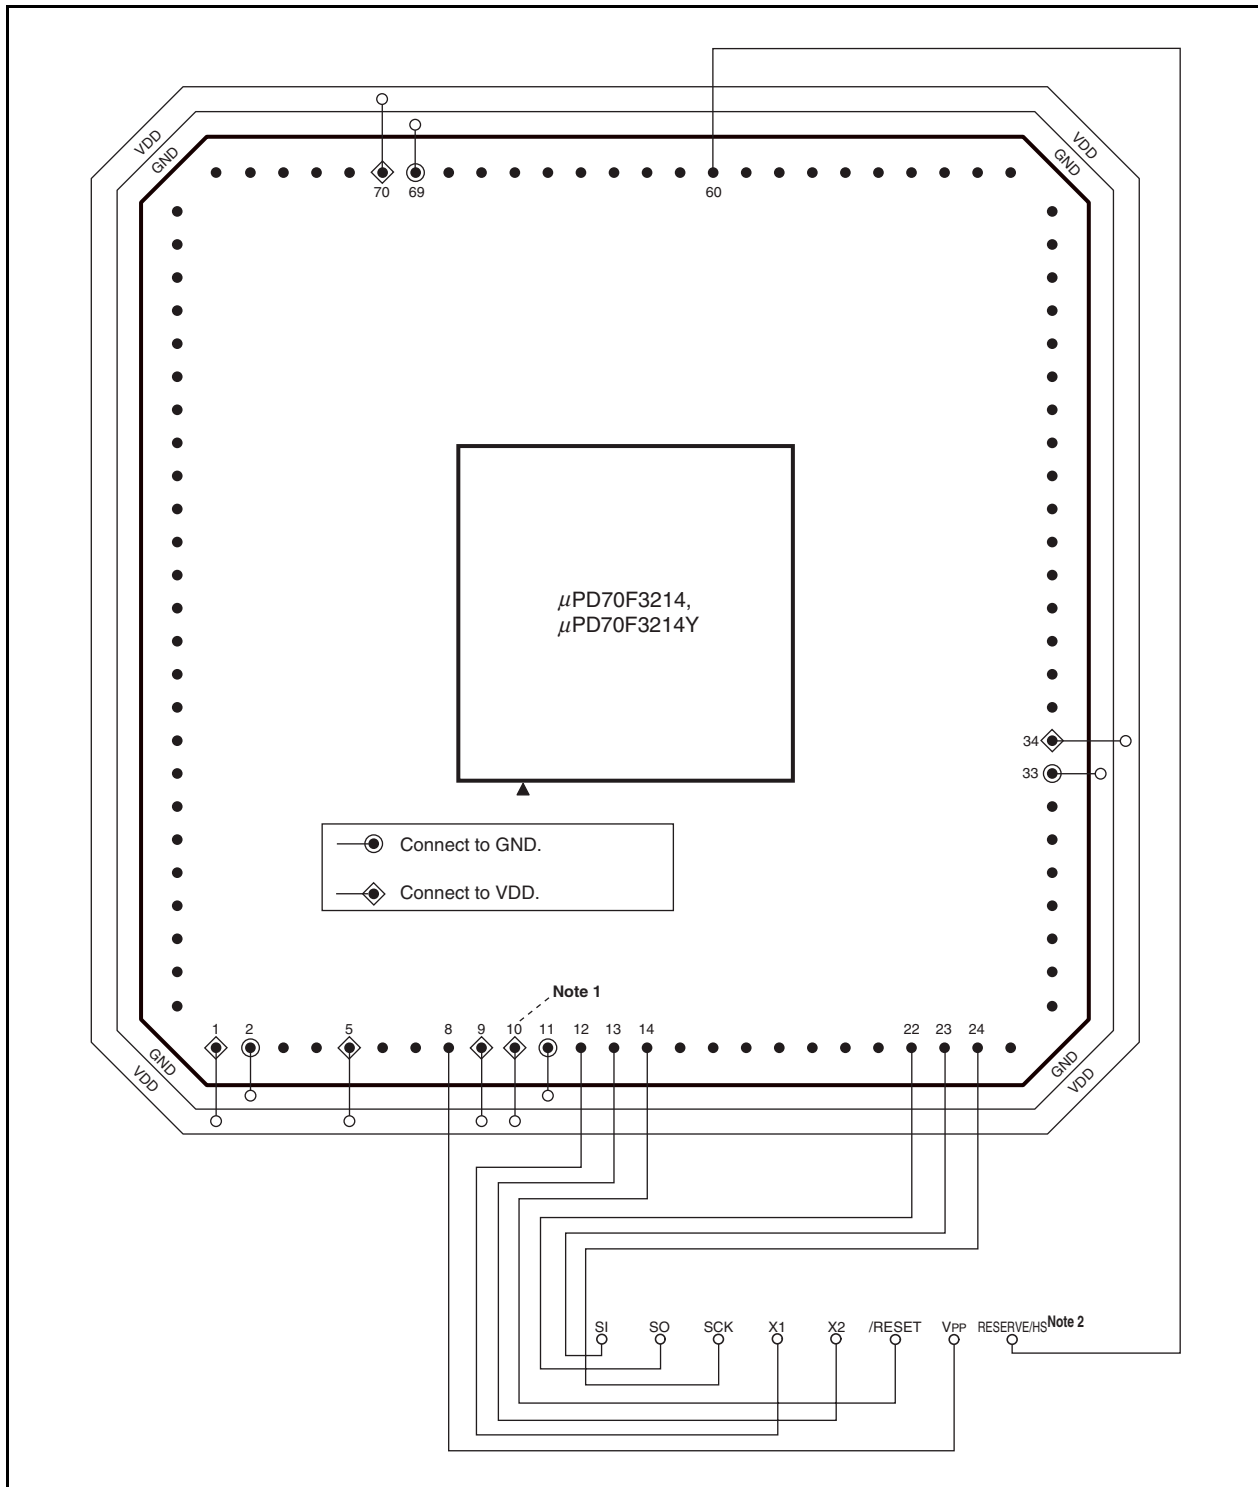 VDD
GND
VDD
GND
70
69
60
μPD70F3214,
μPD70F3214Y
34
33
Connect to GND.
Connect to VDD.
Note 1
1
2
5
8
9
10
11
12
13
14
22
23
24
GND
VDD
GND
VDD
SI
SO
SCK
X1
X2
/RESET
VPP
RESERVE/HS Note 2